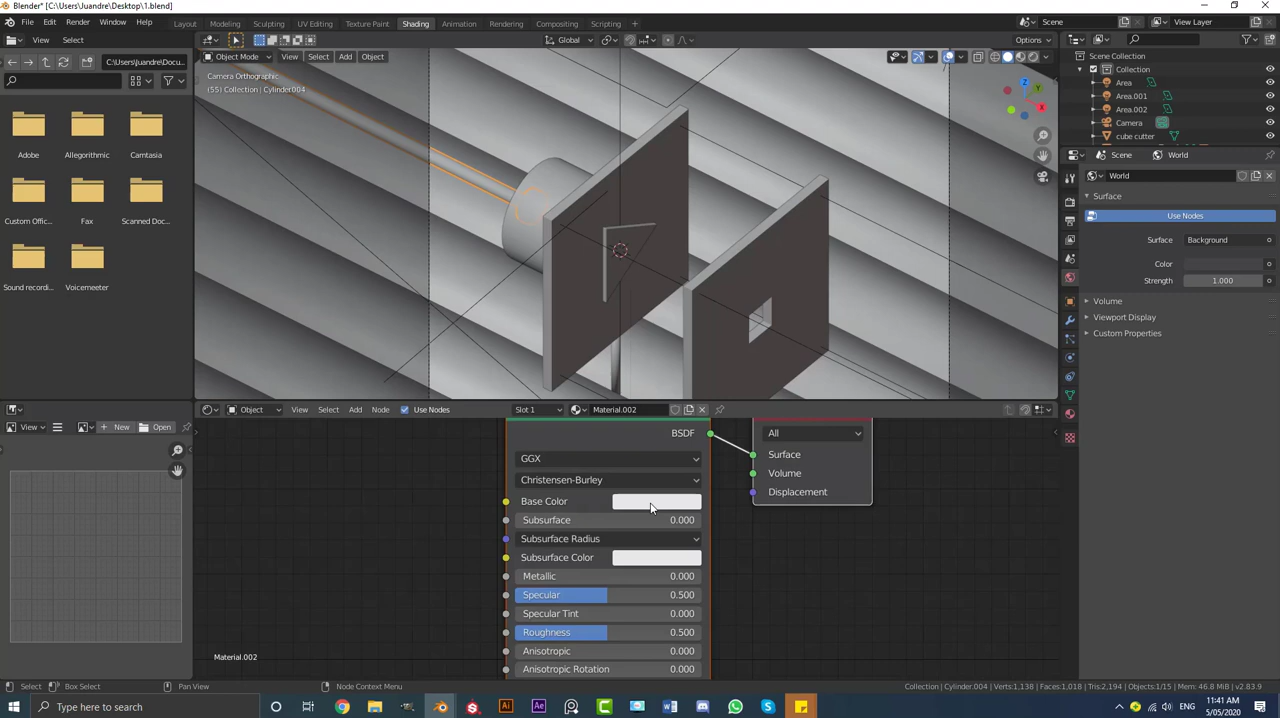 Blender* [C:\Users\Juandre\Desktop\1.blend]
File Edit Render Window Help
Layout Modeling Sculpting UV Editing Texture Paint Shading Animation Rendering Compositing Scripting
Scene
View Layer
View Select
Object Mode View Select Add Object
Global
Options
C:\Users\Juandre\Docu...
Camera Orthographic
(55) Collection | Cylinder.004
Z
Y
X
Scene Collection
Collection
Area
Area.001
Area.002
Camera
cube cutter
Adobe
Allegorithmic
Camtasia
Custom Offic...
Fax
Scanned Doc...
Sound recordi...
Voicemeeter
Scene
World
World
Surface
Use Nodes
Surface
Background
Color
Strength
1.000
Volume
Viewport Display
Custom Properties
View
New
Open
Object
View Select Add Node
Use Nodes
Slot 1
Material.002
BSDF
GGX
Christensen-Burley
Base Color
Subsurface 0.000
Subsurface Radius
Subsurface Color
Metallic 0.000
Specular 0.500
Specular Tint 0.000
Roughness 0.500
Anisotropic 0.000
Anisotropic Rotation 0.000
All
Surface
Volume
Displacement
Material.002
Select
Box Select
Pan View
Node Context Menu
Collection | Cylinder.004 | Verts:1,138 | Faces:1,018 | Tris:2,194 | Objects:1/15 | Mem: 46.8 MiB | v2.83.9
Type here to search
11:41 AM
5/05/2020